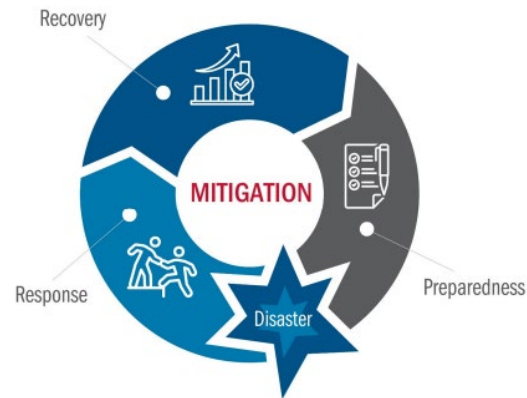 Recovery
MITIGATION
Response
Disaster
Preparedness